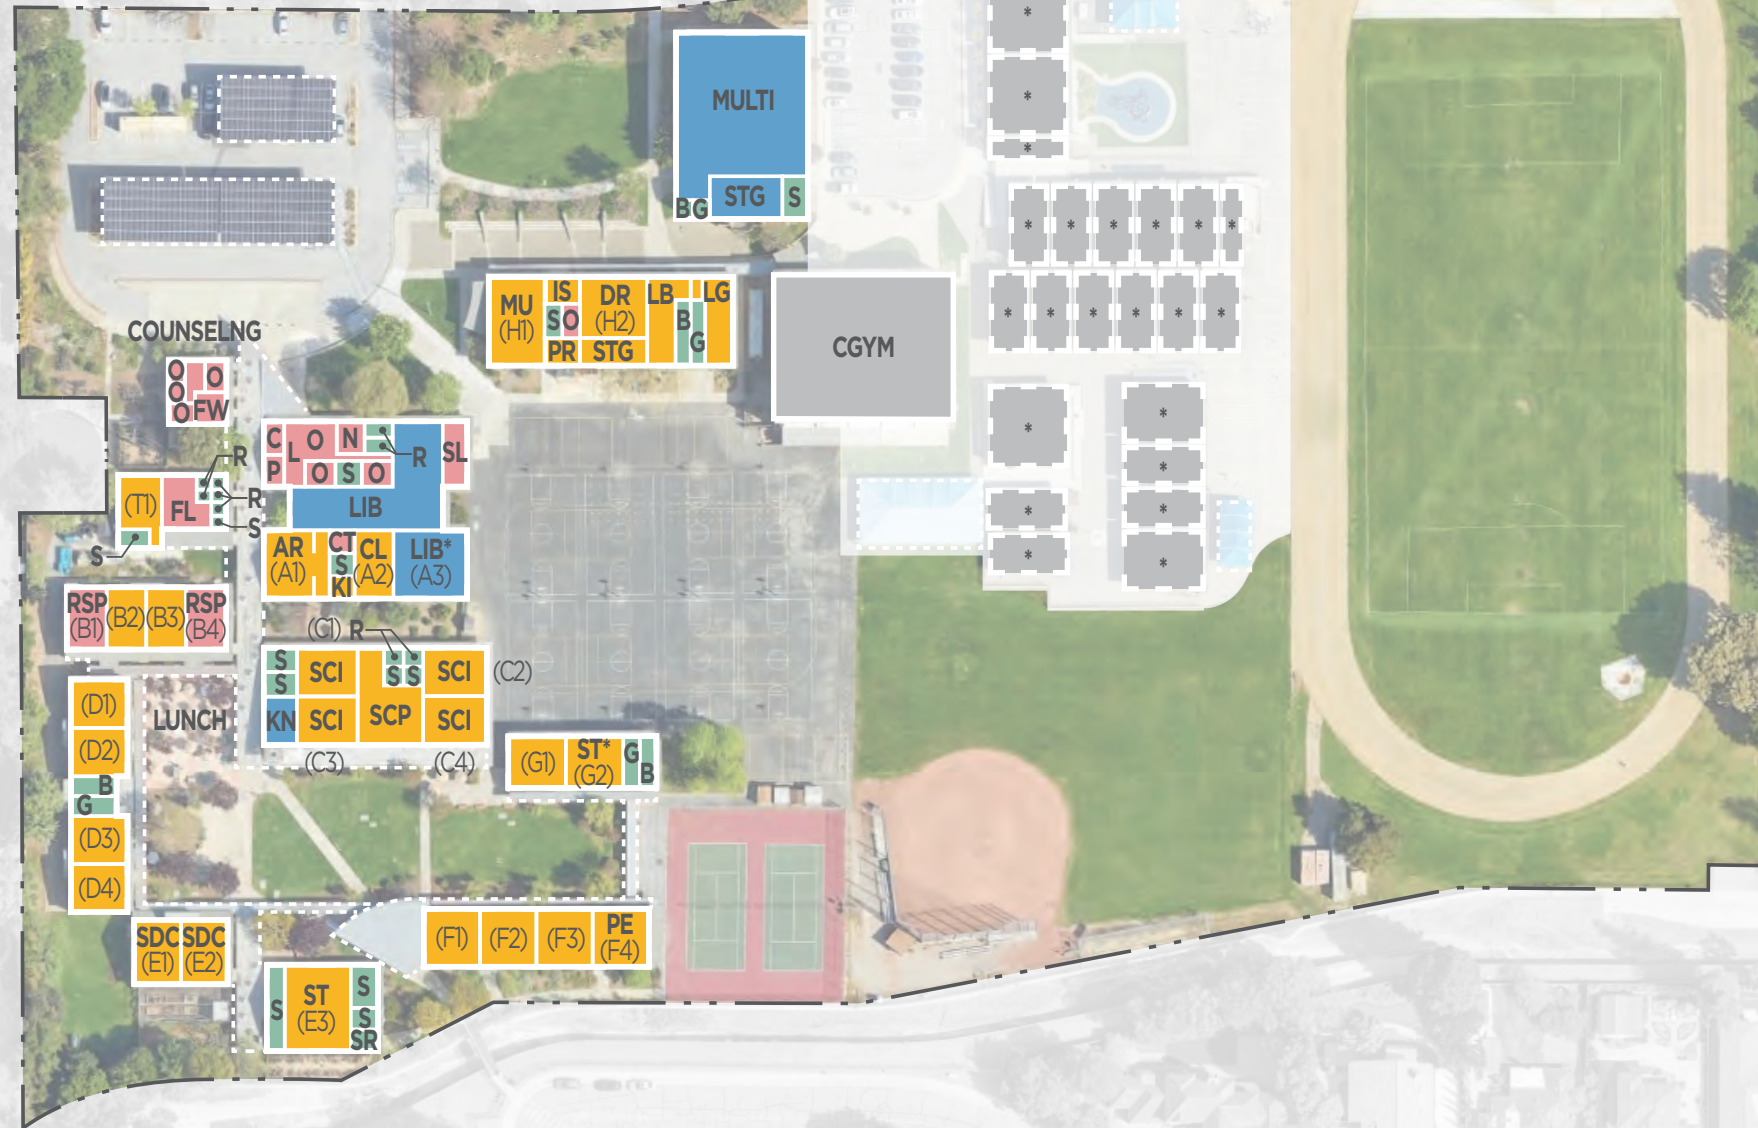 *
MULTI
*
*
STG
S
BG
* * * * * *
MU
(H1)
IS
S
O
PR
DR
(H2)
STG
LB
B
G
LG
* * * * * *
CGYM
COUNSELNG
O
O
O
O
FW
*
*
C
P
L
O
N
O
S
O
R
SL
LIB
R
R
S
(T1)
FL
S
*
*
*
*
*
AR
(A1)
CT
S
KI
CL
(A2)
LIB*
(A3)
RSP
(B1)
(B2)
(B3)
RSP
(B4)
(C1)
R
S
S
SCI
S
S
SCI
(C2)
KN
SCI
SCP
SCI
(C3)
(C4)
LUNCH
(D1)
(D2)
B
G
(D3)
(D4)
(G1)
ST*
(G2)
G
B
SDC
(E1)
SDC
(E2)
(F1)
(F2)
(F3)
PE
(F4)
S
ST
(E3)
S
S
SR